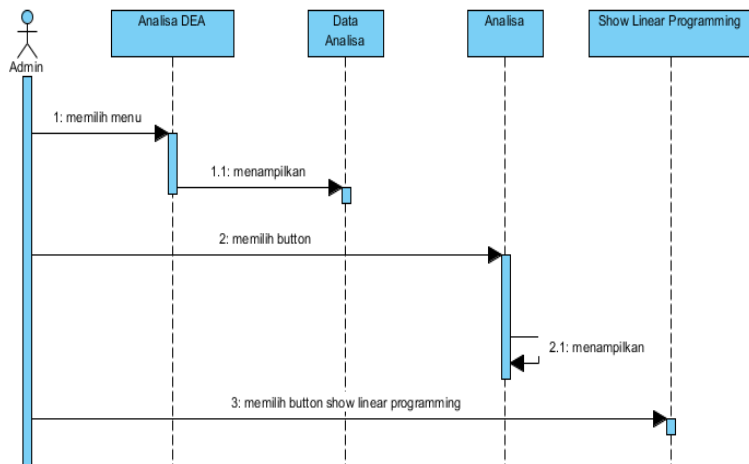 Analisa DEA
Data
Analisa
Analisa
Show Linear Programming
Admin
1: memilih menu
1.1: menampilkan
2: memilih button
2.1: menampilkan
3: memilih button show linear programming